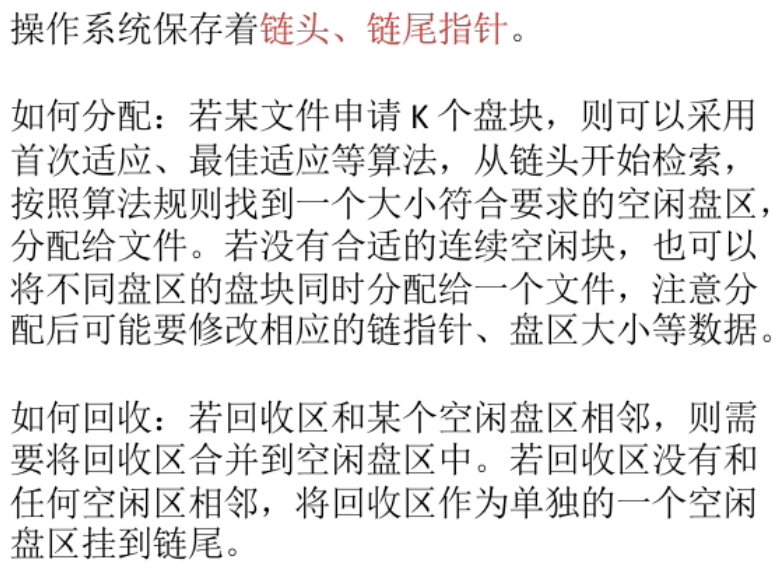 操作系统保存着链头、链尾指针。
如何分配：若某文件申请 K 个盘块，则可以采用
首次适应、最佳适应等算法，从链头开始检索，
按照算法规则找到一个大小符合要求的空闲盘区，
分配给文件。若没有合适的连续空闲块，也可以
将不同盘区的盘块同时分配给一个文件，注意分
配后可能要修改相应的链指针、盘区大小等数据。
如何回收：若回收区和某个空闲盘区相邻，则需
要将回收区合并到空闲盘区中。若回收区没有和
任何空闲区相邻，将回收区作为单独的一个空闲
盘区挂到链尾。